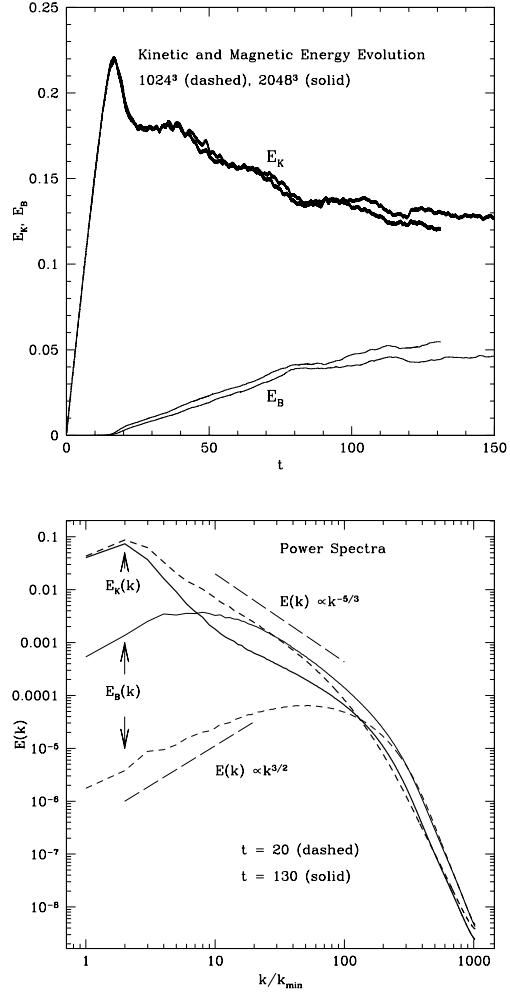 0.25
Kinetic and Magnetic Energy Evolution
1024³ (dashed), 2048³ (solid)
0.2
E_K
0.15
E_K, E_B
0.1
0.05
E_B
0
0 50 100 150
t
0.1
Power Spectra
0.01
E_K(k)
E(k) ∝k^−5/3
0.001
E_B(k)
0.0001
E(k)
10⁻⁵
E(k) ∝k^3/2
10⁻⁶
t = 20 (dashed)
10⁻⁷
t = 130 (solid)
10⁻⁸
1 10 100 1000
k/k_min